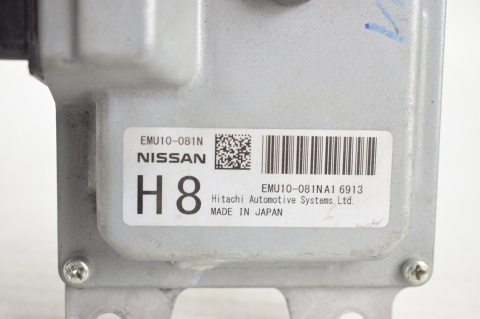 EMU10-081N
NISSAN
H8
EMU10-081NA1 6913
Hitachi Automotive Systems,Ltd.
MADE IN JAPAN